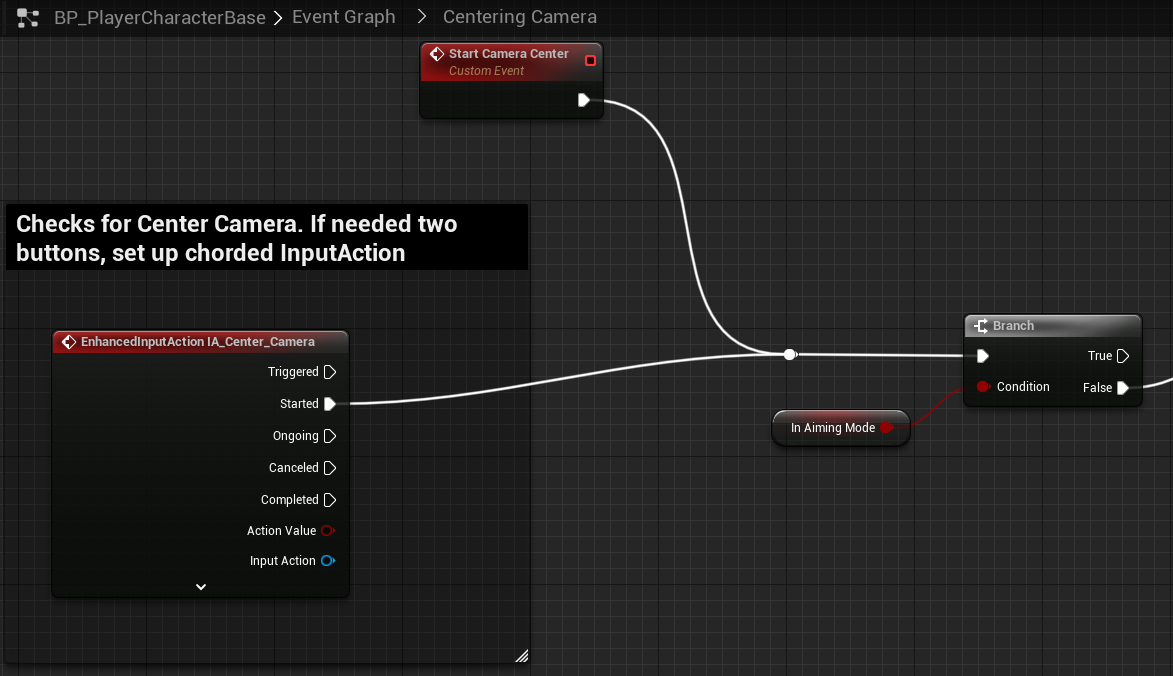 BP_PlayerCharacterBase > Event Graph > Centering Camera
Start Camera Center
Custom Event
Checks for Center Camera. If needed two
buttons, set up chorded InputAction
EnhancedInputAction IA_Center_Camera
Triggered
Started
Ongoing
Canceled
Completed
Action Value
Input Action
Branch
True
Condition
False
In Aiming Mode